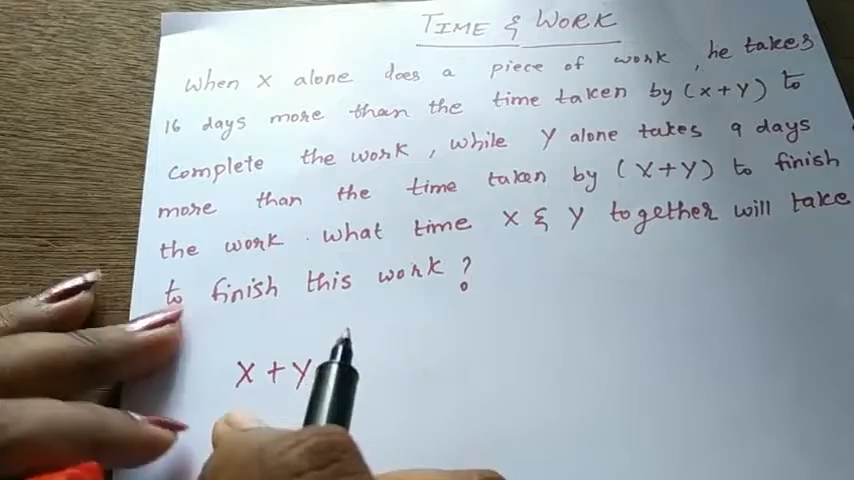 TIME & WORK
When X alone does a piece of work, he takes
16 days more than the time taken by (X+Y) to
complete the work, while Y alone takes 9 days
more than the time taken by (X+Y) to finish
the work. What time X & Y together will take
to finish this work?
X+Y